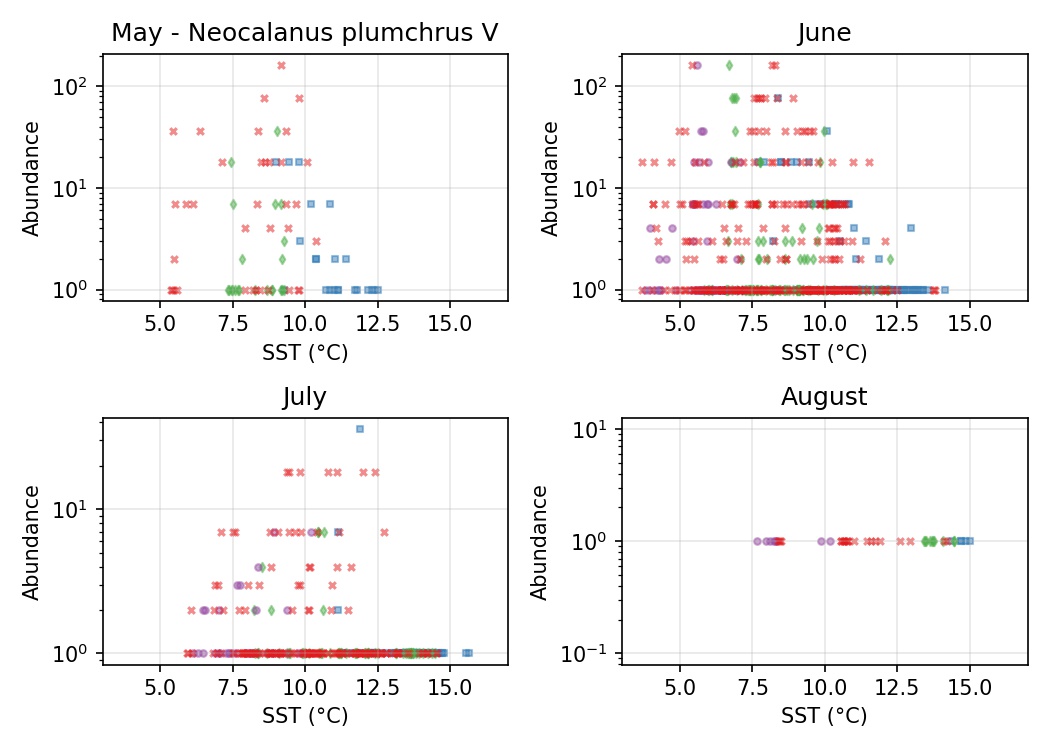 May - Neocalanus plumchrus V
June
Abundance
10²
10¹
10⁰
5.0 7.5 10.0 12.5 15.0
SST (°C)
Abundance
10²
10¹
10⁰
5.0 7.5 10.0 12.5 15.0
SST (°C)
July
August
Abundance
10¹
10⁰
5.0 7.5 10.0 12.5 15.0
SST (°C)
Abundance
10¹
10⁰
10⁻¹
5.0 7.5 10.0 12.5 15.0
SST (°C)